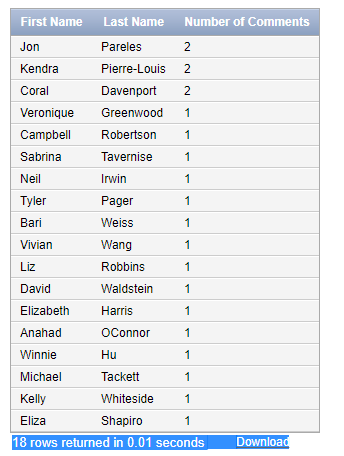 First Name Last Name Number of Comments
Jon Pareles 2
Kendra Pierre-Louis 2
Coral Davenport 2
Veronique Greenwood 1
Campbell Robertson 1
Sabrina Tavernise 1
Neil Irwin 1
Tyler Pager 1
Bari Weiss 1
Vivian Wang 1
Liz Robbins 1
David Waldstein 1
Elizabeth Harris 1
Anahad OConnor 1
Winnie Hu 1
Michael Tackett 1
Kelly Whiteside 1
Eliza Shapiro 1
18 rows returned in 0.01 seconds Download